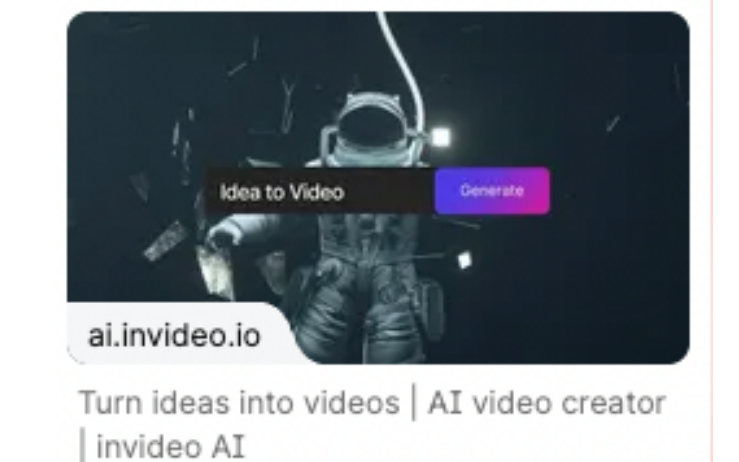 Idea to Video
Generate
ai.invideo.io
Turn ideas into videos | AI video creator
| invideo AI